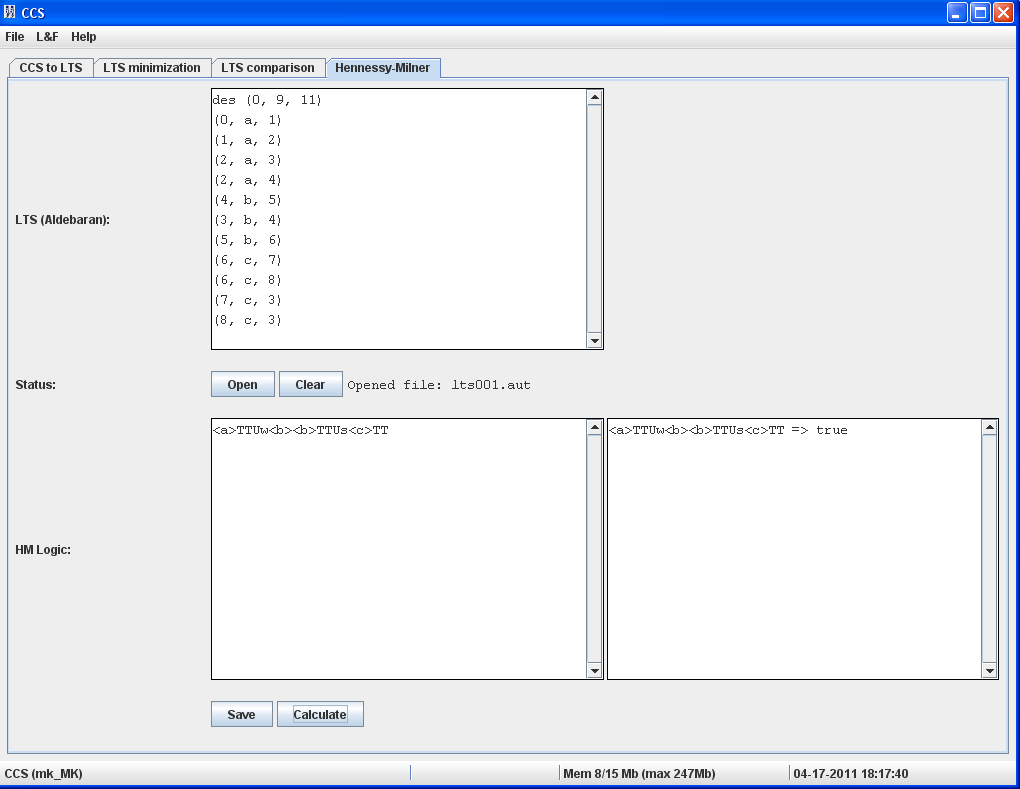 CCS
File L&F Help
CCS to LTS LTS minimization LTS comparison Hennessy-Milner
LTS (Aldebaran):
des (0, 9, 11)
(0, a, 1)
(1, a, 2)
(2, a, 3)
(2, a, 4)
(4, b, 5)
(3, b, 4)
(5, b, 6)
(6, c, 7)
(6, c, 8)
(7, c, 3)
(8, c, 3)
Status: Open Clear Opened file: lts001.aut
HM Logic:
<a>TTUw<b><b>TTUs<c>TT
<a>TTUw<b><b>TTUs<c>TT => true
Save Calculate
CCS (mk_MK) Mem 8/15 Mb (max 247Mb) 04-17-2011 18:17:40